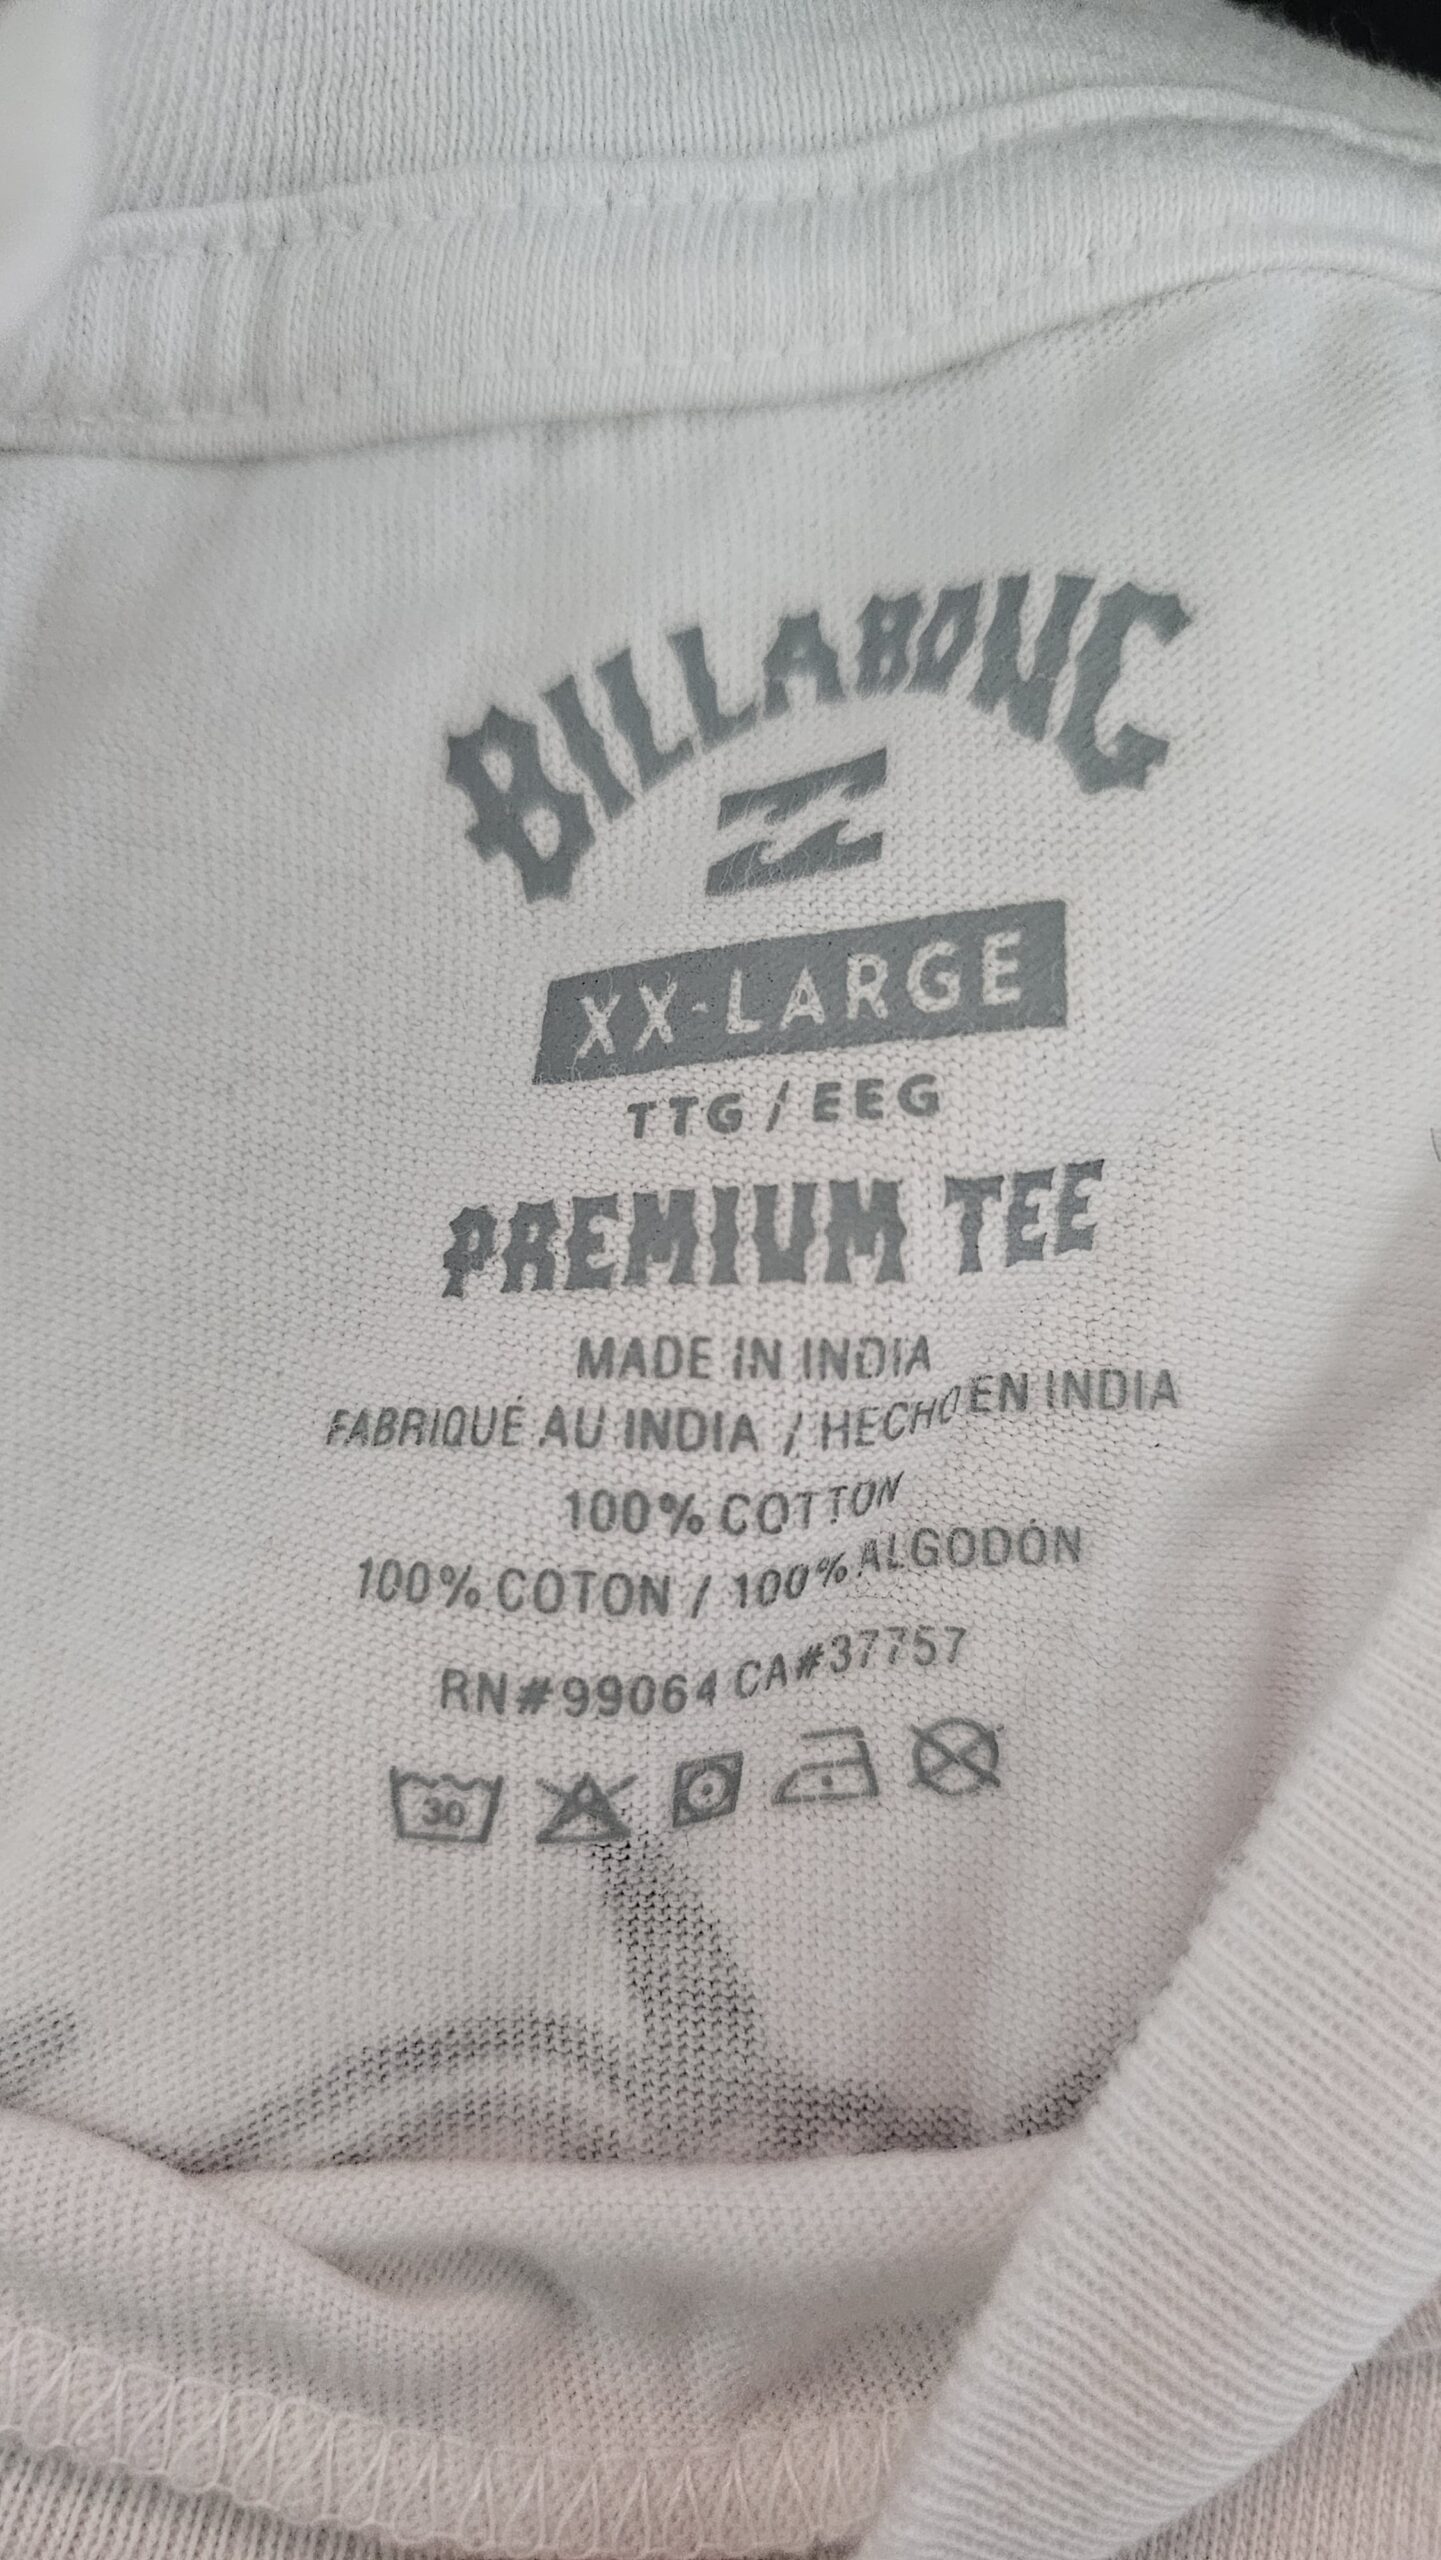 BILLABONG
XX-LARGE
TTG / EEG
PREMIUM TEE
MADE IN INDIA
FABRIQUÉ AU INDIA / HECHO EN INDIA
100% COTTON
100% COTON / 100% ALGODÓN
RN#99064 CA#37757
30